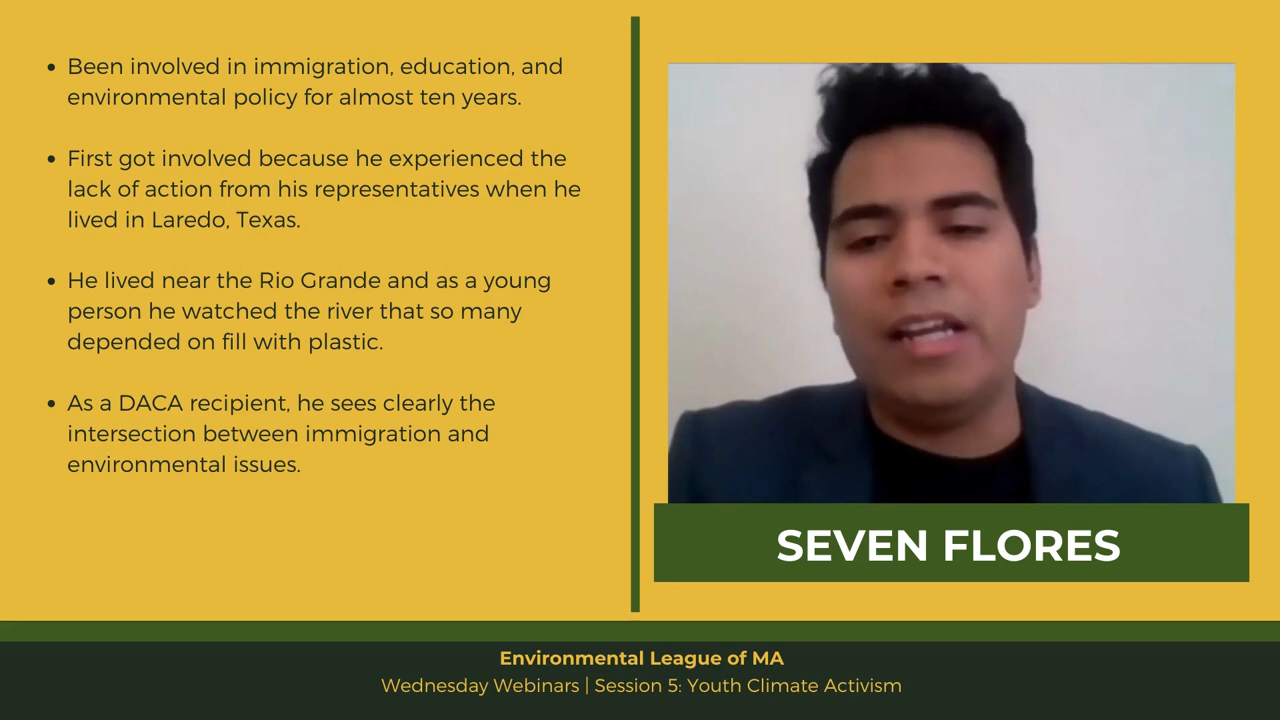 • Been involved in immigration, education, and
environmental policy for almost ten years.
• First got involved because he experienced the
lack of action from his representatives when he
lived in Laredo, Texas.
• He lived near the Rio Grande and as a young
person he watched the river that so many
depended on fill with plastic.
• As a DACA recipient, he sees clearly the
intersection between immigration and
environmental issues.
SEVEN FLORES
Environmental League of MA
Wednesday Webinars | Session 5: Youth Climate Activism